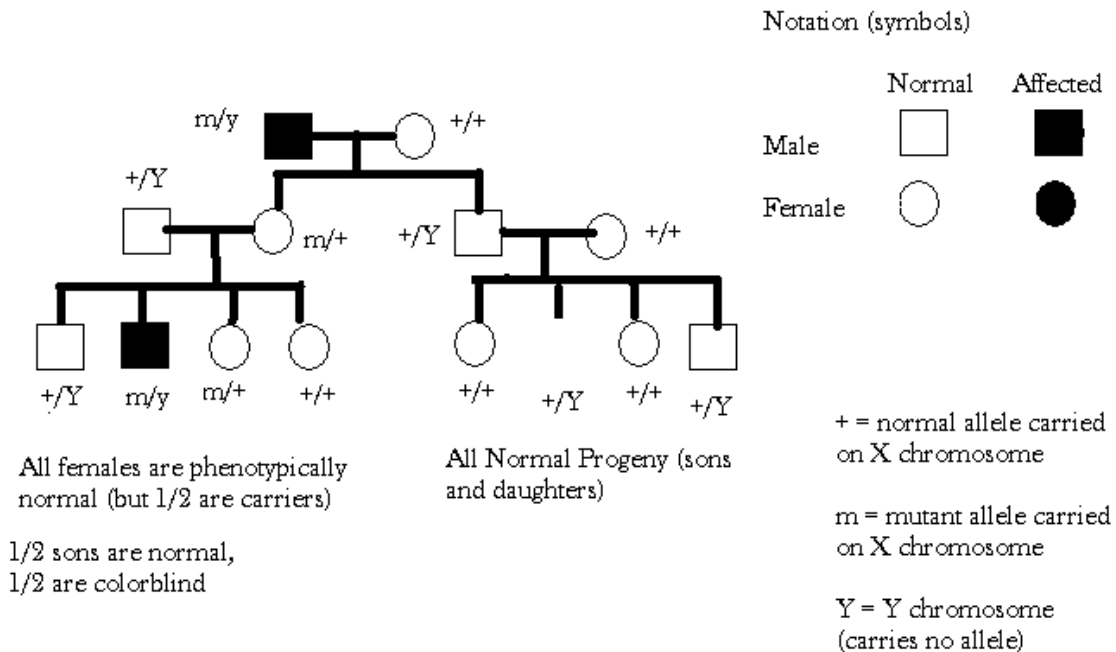 Notation (symbols)
Normal Affected
Male
Female
m/y +/+
+/Y
m/+ +/Y +/+
+/Y m/y m/+ +/+ +/+ +/Y +/+ +/Y
All females are phenotypically
normal (but 1/2 are carriers)
1/2 sons are normal,
1/2 are colorblind
All Normal Progeny (sons
and daughters)
+ = normal allele carried
on X chromosome
m = mutant allele carried
on X chromosome
Y = Y chromosome
(carries no allele)